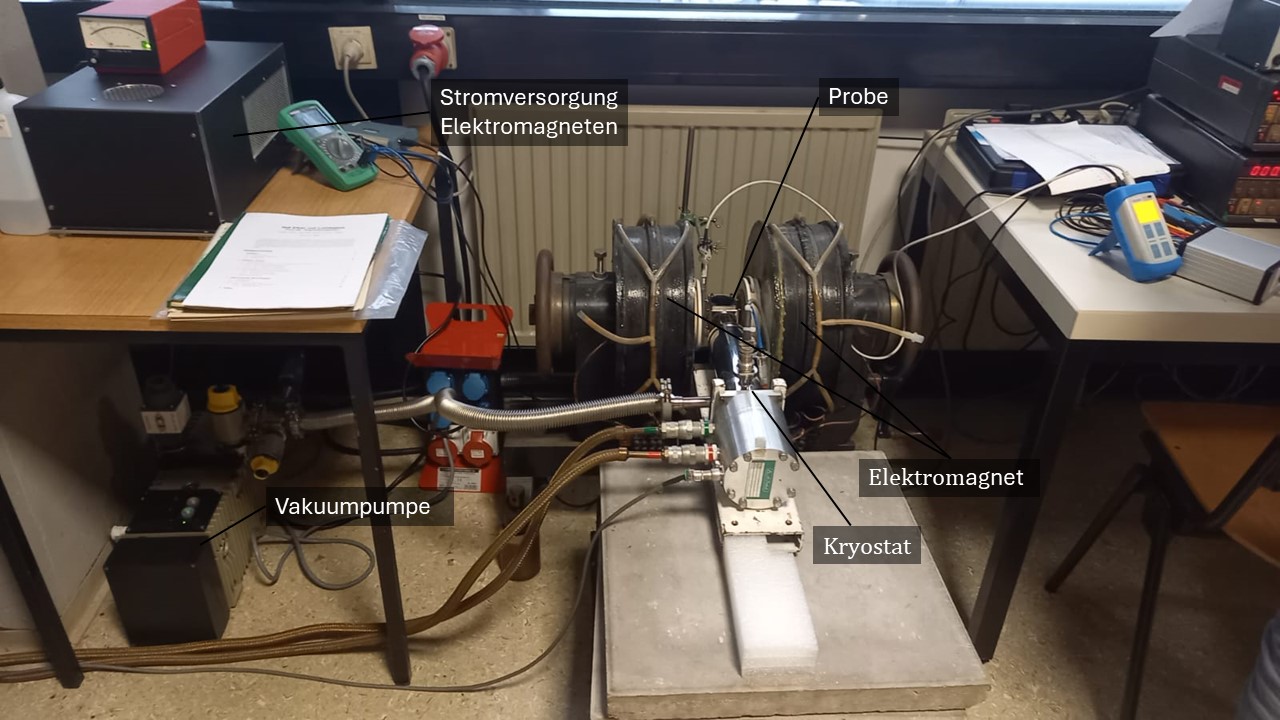 Stromversorgung
Elektromagneten
Probe
Elektromagnet
Vakuumpumpe
Kryostat